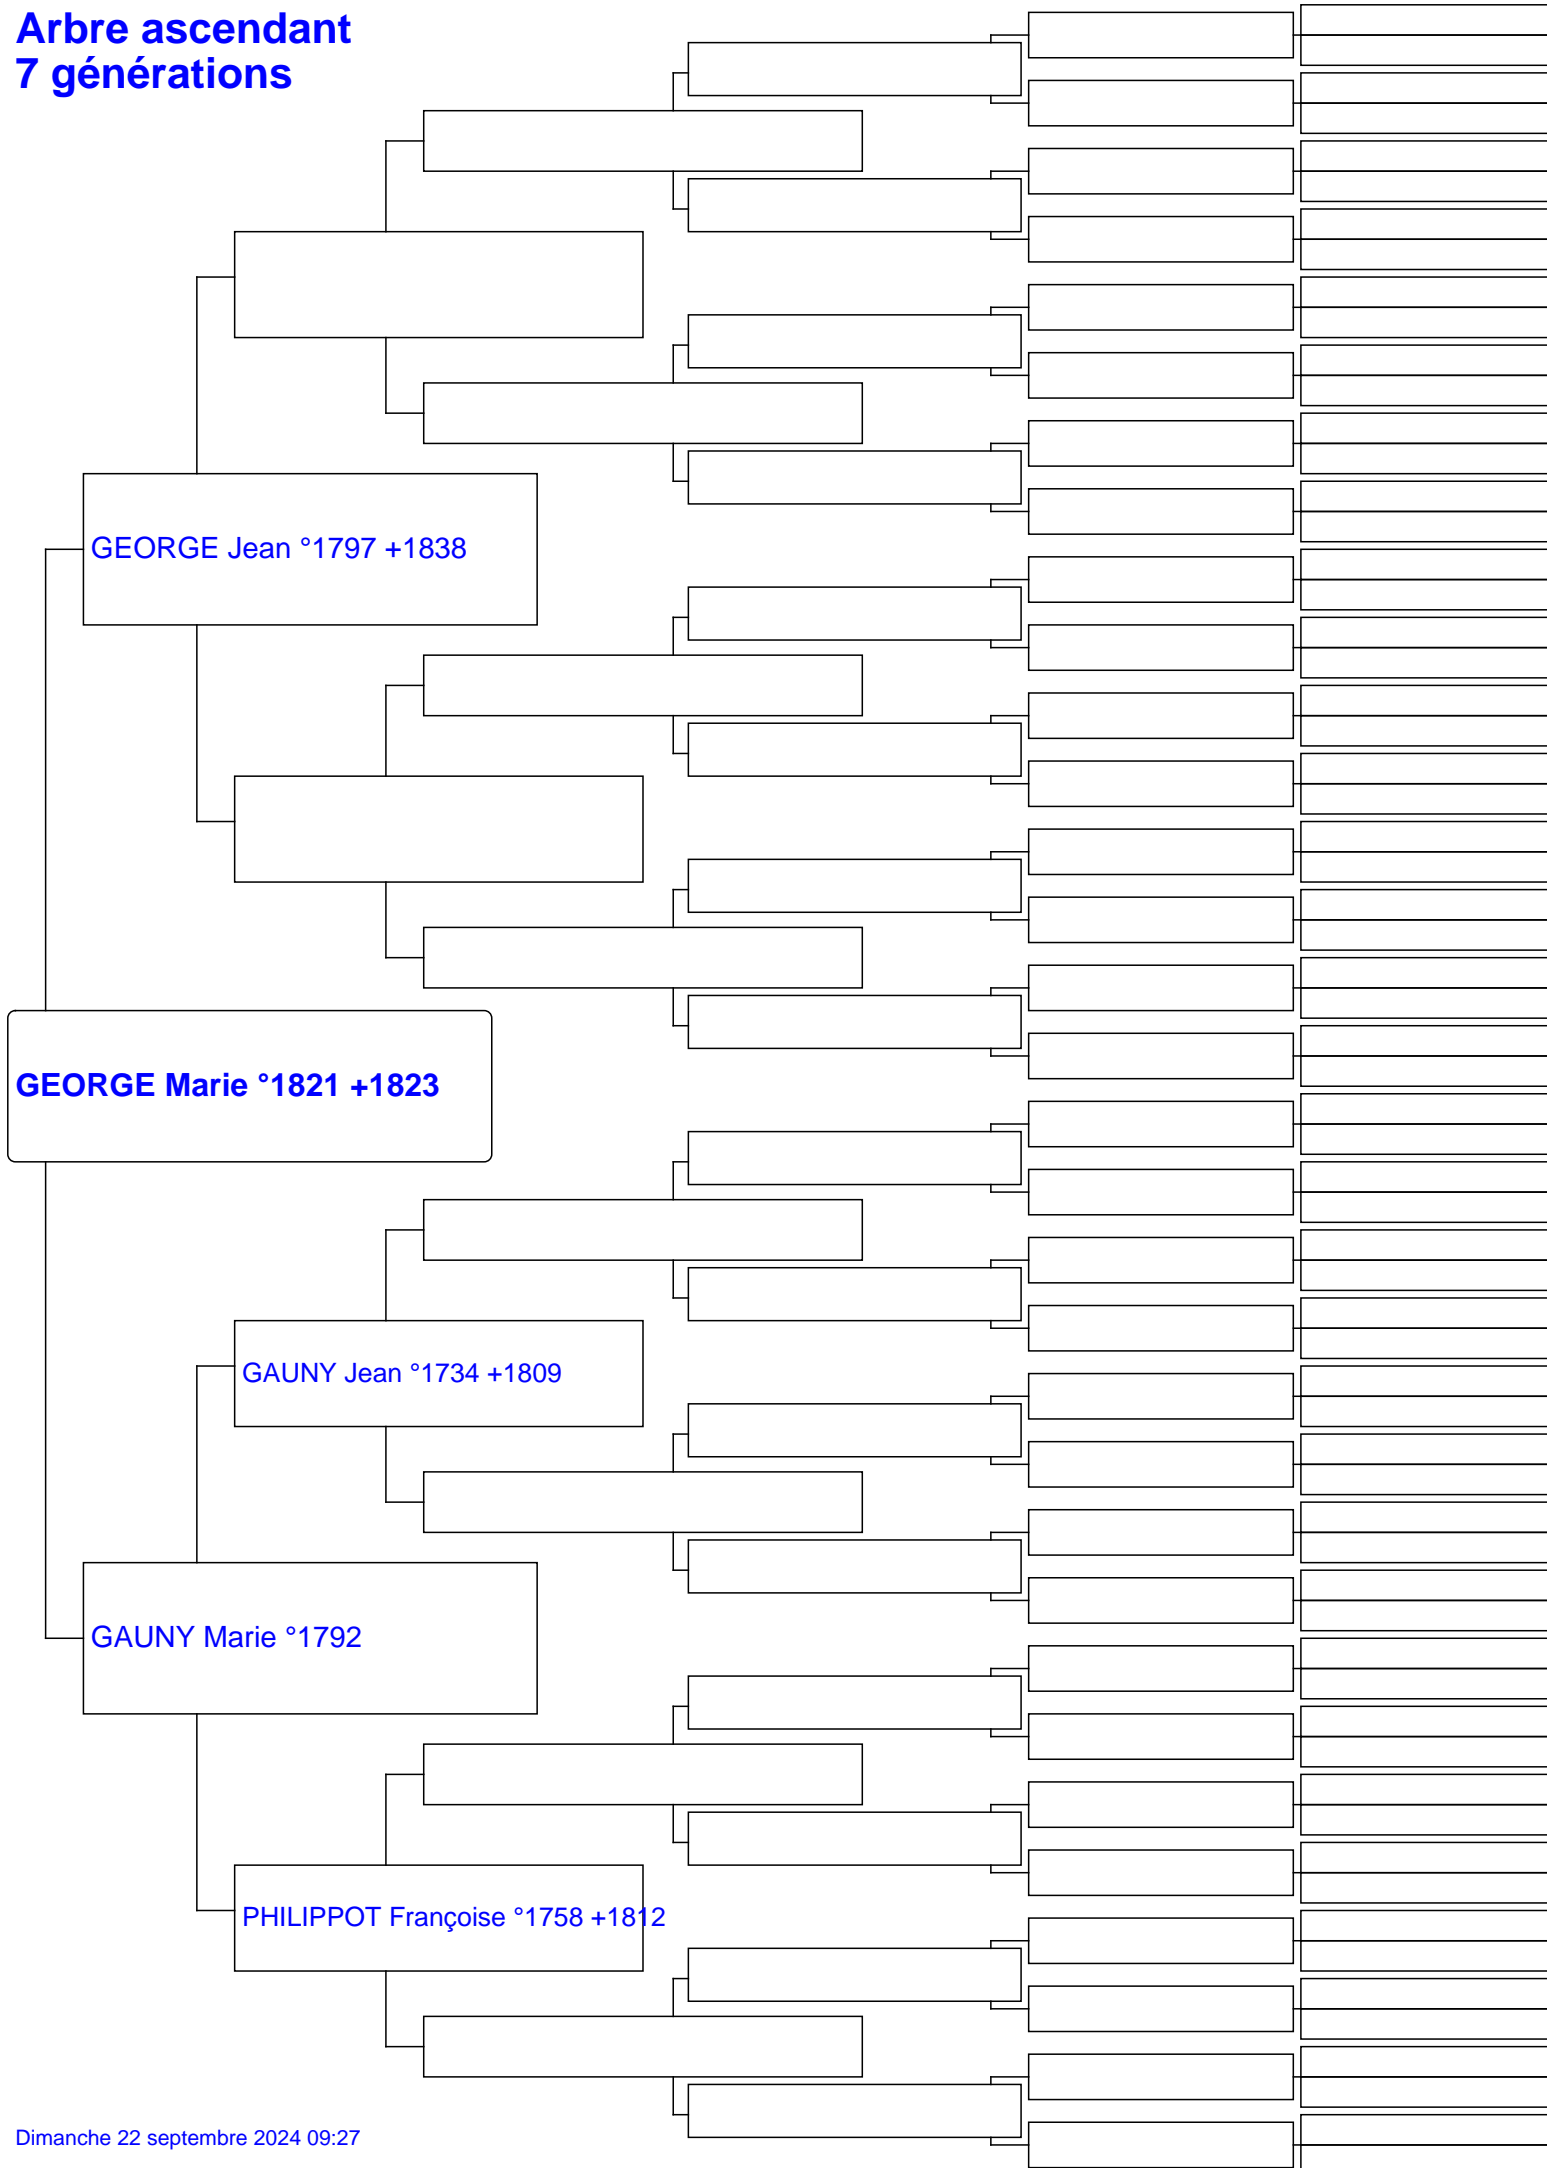 Arbre ascendant
7 générations
GEORGE Jean °1797 +1838
GEORGE Marie °1821 +1823
GAUNY Jean °1734 +1809
GAUNY Marie °1792
PHILIPPOT Françoise °1758 +1812
Dimanche 22 septembre 2024 09:27